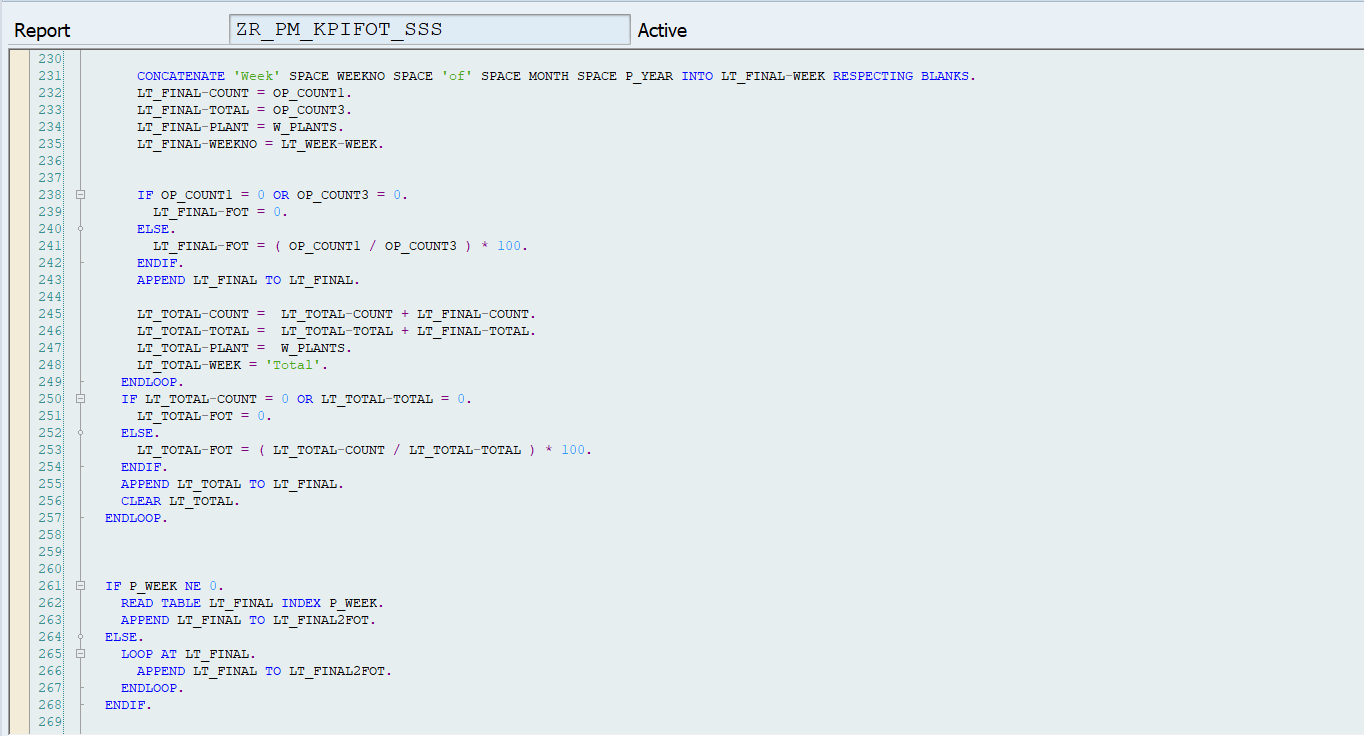 Report ZR_PM_KPIFOT_SSS Active
230
231 CONCATENATE 'Week' SPACE WEEKNO SPACE 'of' SPACE MONTH SPACE P_YEAR INTO LT_FINAL-WEEK RESPECTING BLANKS.
232 LT_FINAL-COUNT = OP_COUNT1.
233 LT_FINAL-TOTAL = OP_COUNT3.
234 LT_FINAL-PLANT = W_PLANTS.
235 LT_FINAL-WEEKNO = LT_WEEK-WEEK.
236
237
238 IF OP_COUNT1 = 0 OR OP_COUNT3 = 0.
239 LT_FINAL-FOT = 0.
240 ELSE.
241 LT_FINAL-FOT = ( OP_COUNT1 / OP_COUNT3 ) * 100.
242 ENDIF.
243 APPEND LT_FINAL TO LT_FINAL.
244
245 LT_TOTAL-COUNT =  LT_TOTAL-COUNT + LT_FINAL-COUNT.
246 LT_TOTAL-TOTAL =  LT_TOTAL-TOTAL + LT_FINAL-TOTAL.
247 LT_TOTAL-PLANT =  W_PLANTS.
248 LT_TOTAL-WEEK = 'Total'.
249 ENDLOOP.
250 IF LT_TOTAL-COUNT = 0 OR LT_TOTAL-TOTAL = 0.
251 LT_TOTAL-FOT = 0.
252 ELSE.
253 LT_TOTAL-FOT = ( LT_TOTAL-COUNT / LT_TOTAL-TOTAL ) * 100.
254 ENDIF.
255 APPEND LT_TOTAL TO LT_FINAL.
256 CLEAR LT_TOTAL.
257 ENDLOOP.
258
259
260
261 IF P_WEEK NE 0.
262 READ TABLE LT_FINAL INDEX P_WEEK.
263 APPEND LT_FINAL TO LT_FINAL2FOT.
264 ELSE.
265 LOOP AT LT_FINAL.
266 APPEND LT_FINAL TO LT_FINAL2FOT.
267 ENDLOOP.
268 ENDIF.
269